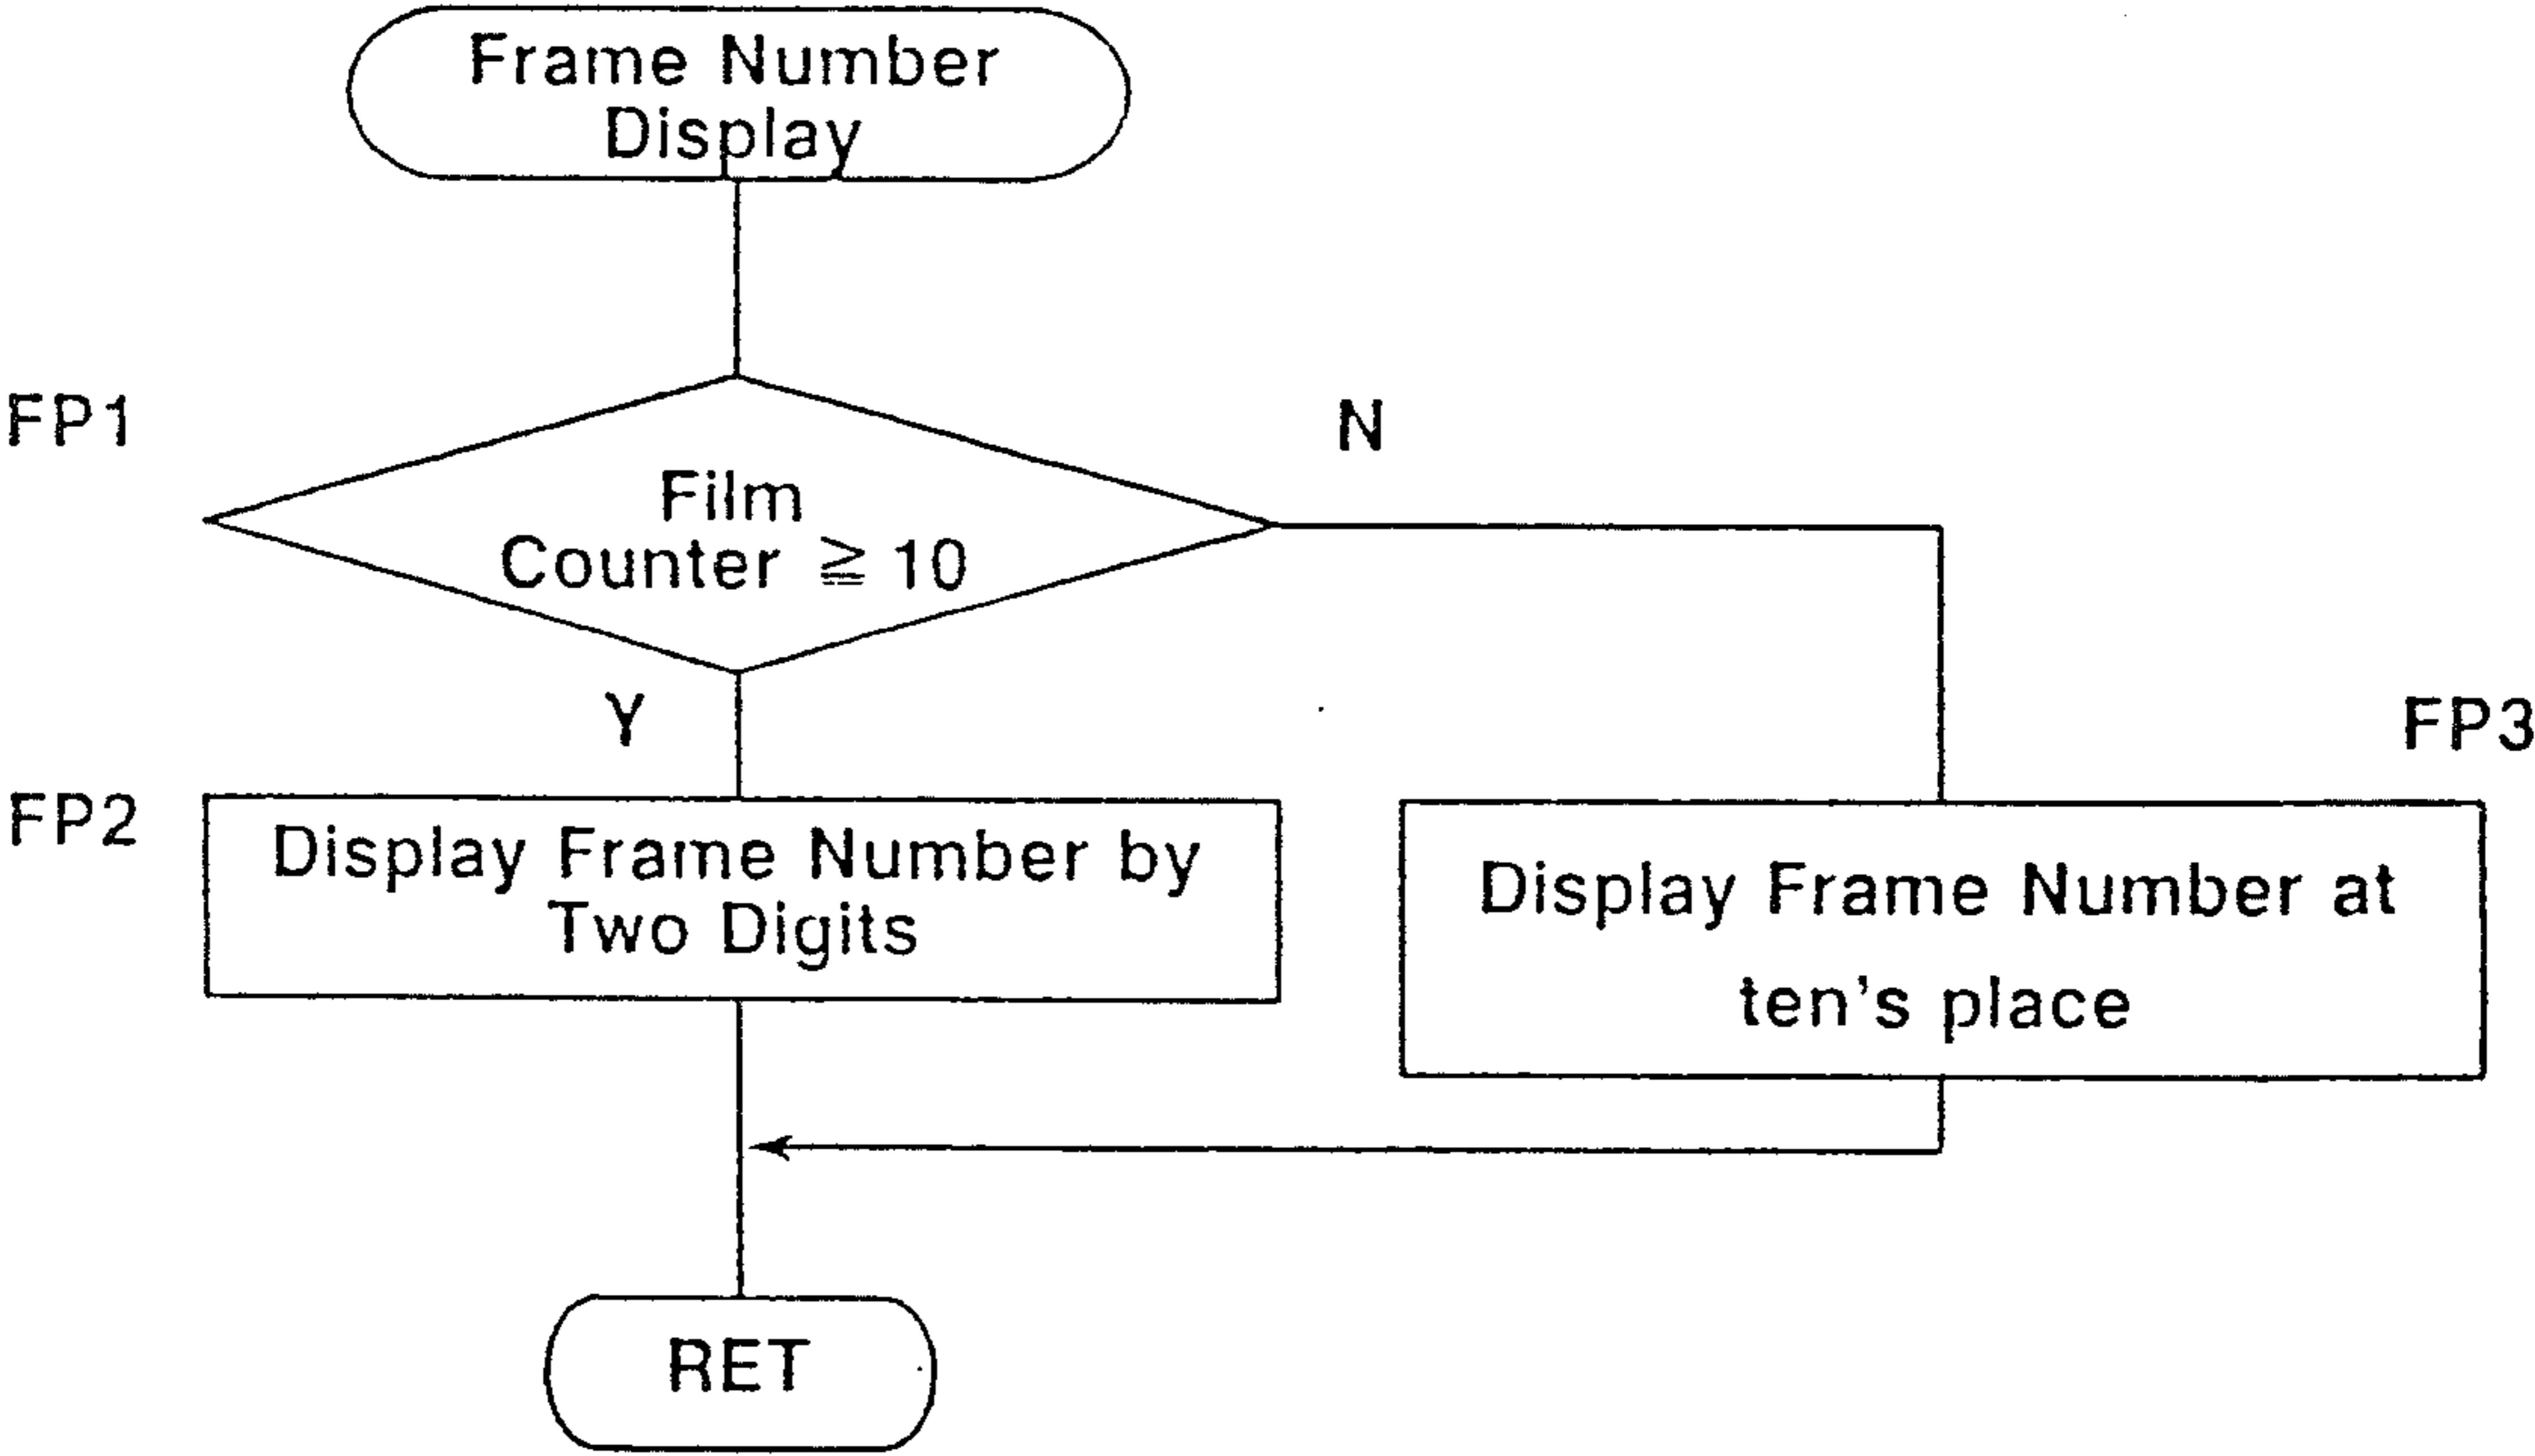 Frame Number
Display
FP1
N
Film
Counter ≧ 10
Y
FP3
FP2
Display Frame Number by
Two Digits
Display Frame Number at
ten's place
RET